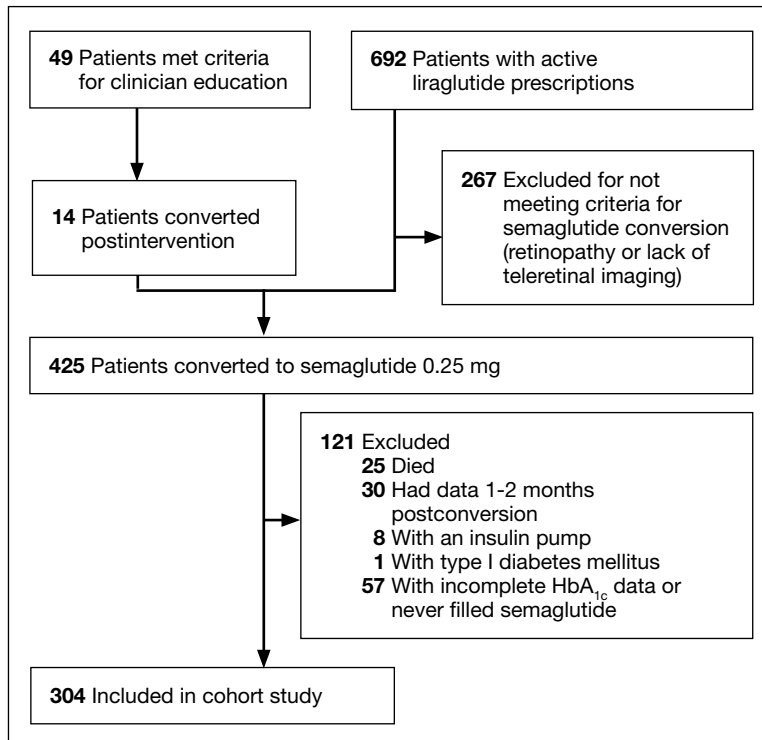 49 Patients met criteria
for clinician education
692 Patients with active
liraglutide prescriptions
14 Patients converted
postintervention
267 Excluded for not
meeting criteria for
semaglutide conversion
(retinopathy or lack of
teleretinal imaging)
425 Patients converted to semaglutide 0.25 mg
121 Excluded
25 Died
30 Had data 1-2 months
postconversion
8 With an insulin pump
1 With type I diabetes mellitus
57 With incomplete HbA1c data or
never filled semaglutide
304 Included in cohort study